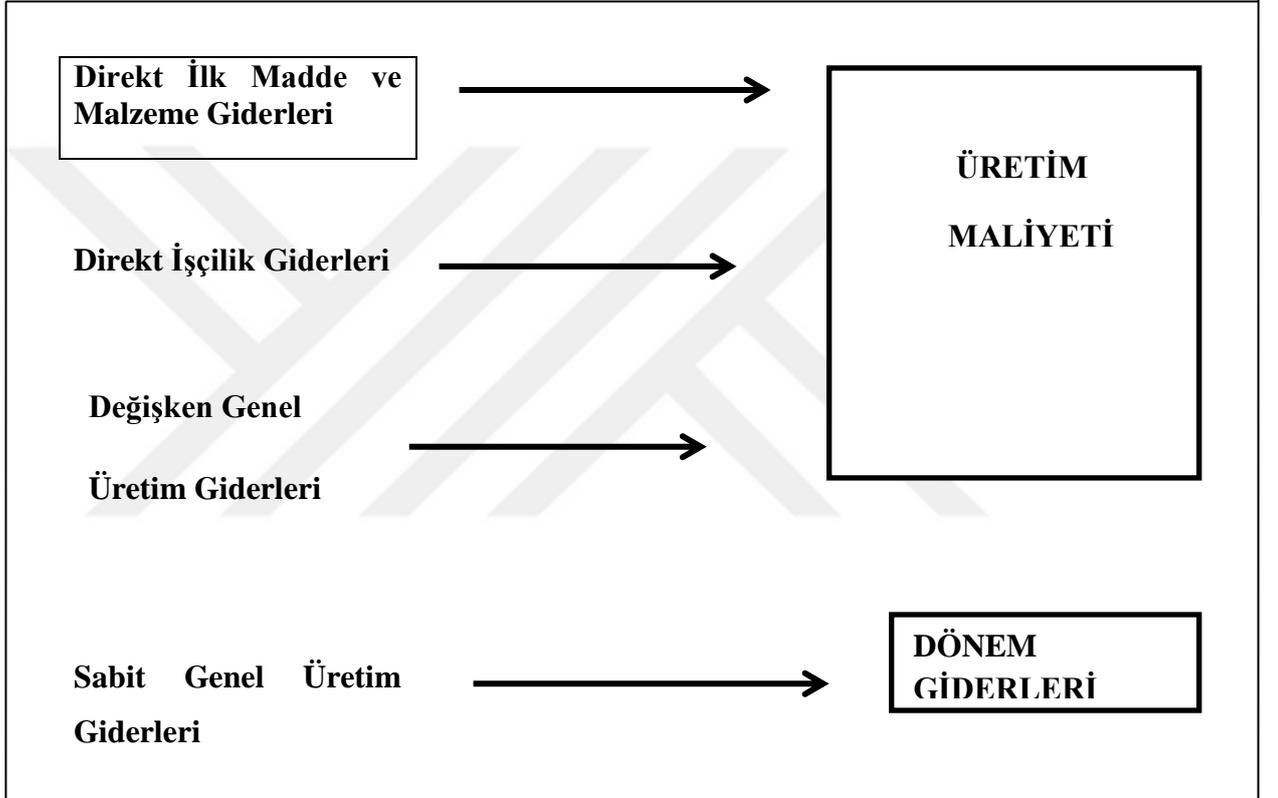 Direkt İlk Madde ve
Malzeme Giderleri
ÜRETİM
MALİYETİ
Direkt İşçilik Giderleri
Değişken Genel
Üretim Giderleri
DÖNEM
GİDERLERİ
Sabit Genel Üretim
Giderleri